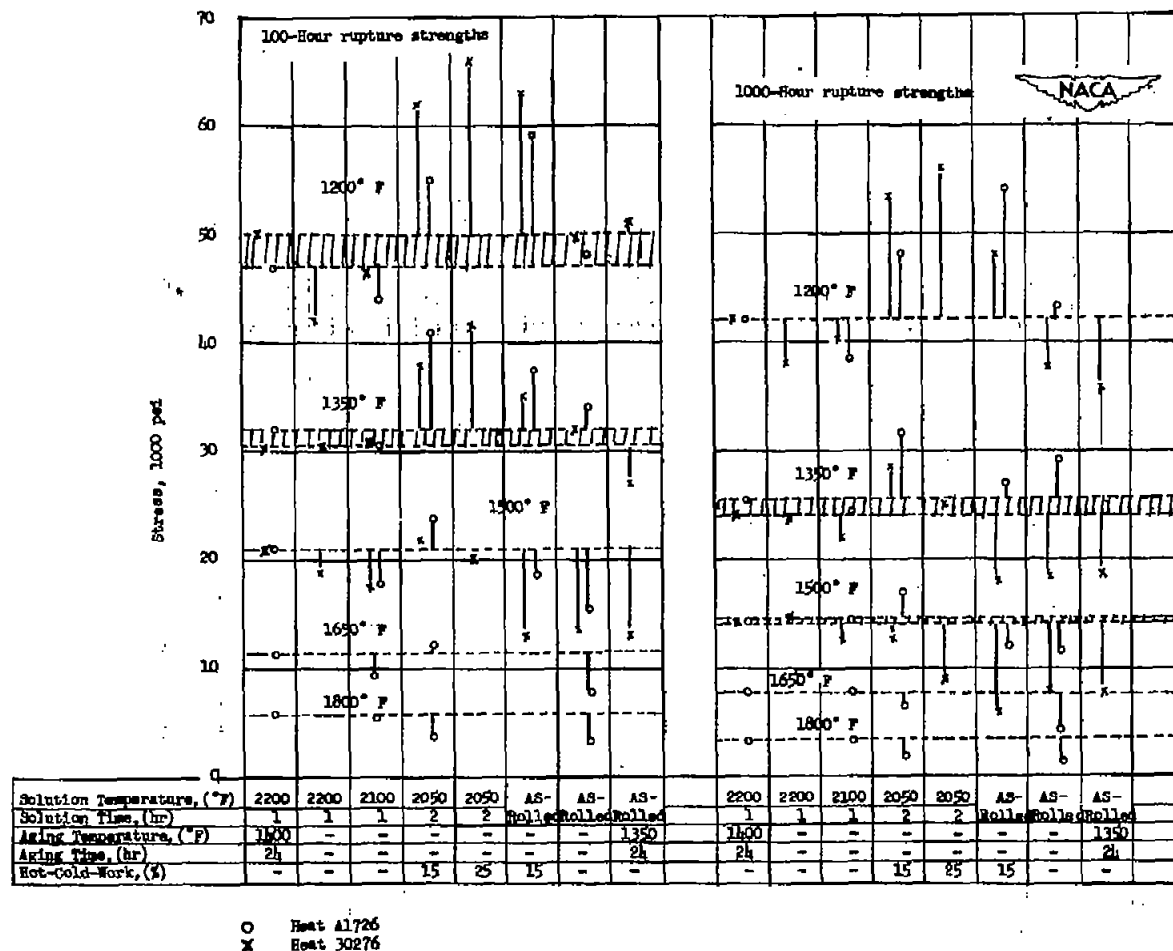 70
100-Hour rupture strengths
1000-Hour rupture strengths
NACA
60
1200° F
50
1200° F
40
1350° F
1350° F
Stress, 1000 psi
30
1500° F
20
1500° F
1650° F
10
1650° F
1800° F
1800° F
0
Solution Temperature, (°F) 2200 2200 2100 2050 2050 AS- AS- AS- 2200 2200 2100 2050 2050 AS- AS- AS-
Solution Time, (hr) 1 1 1 2 2 Rolled Rolled Rolled 1 1 1 2 2 Rolled Rolled Rolled
Aging Temperature, (°F) 1400 - - - - - - 1350 1400 - - - - - - 1350
Aging Time, (hr) 24 - - - - - - 24 24 - - - - - - 24
Hot-Cold-Work, (%) - - - 15 25 15 - - - - - 15 25 15 - -
O Heat A1726
X Heat 30276